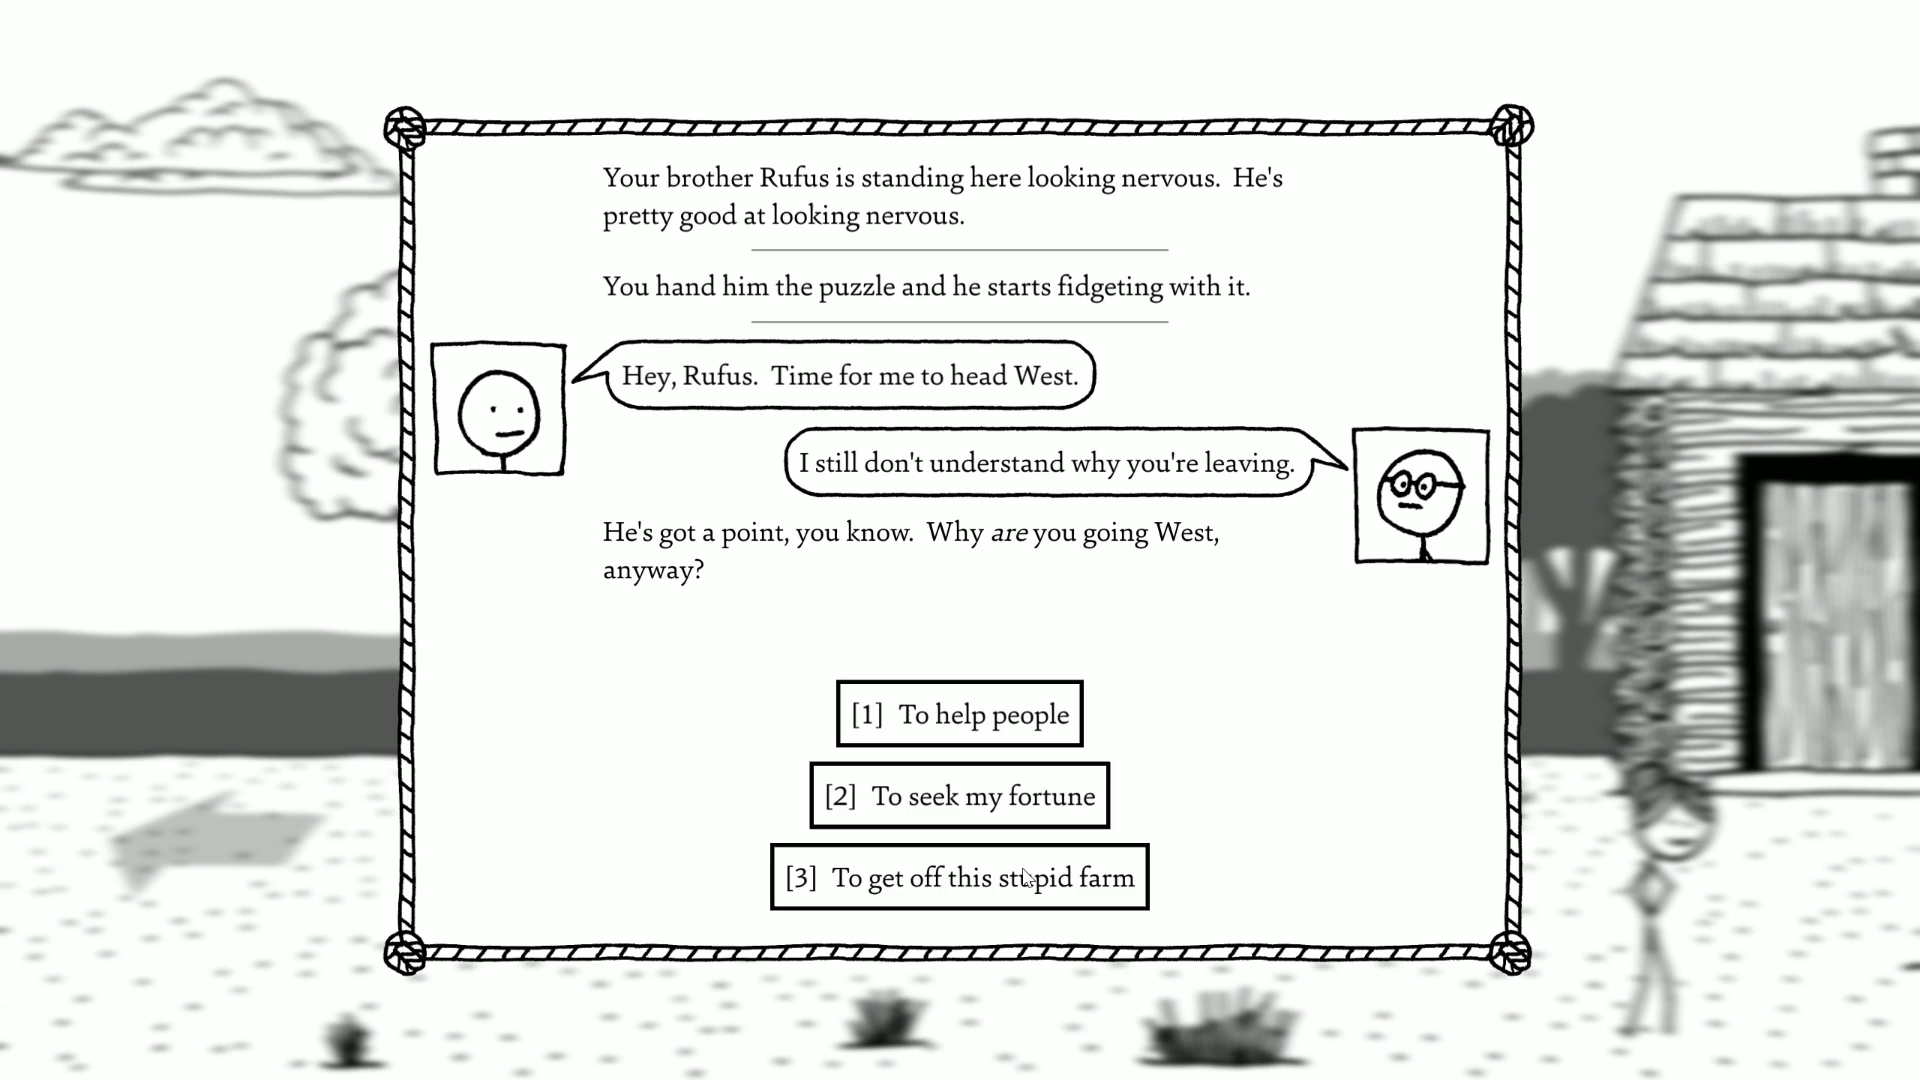 Your brother Rufus is standing here looking nervous.  He's
pretty good at looking nervous.
You hand him the puzzle and he starts fidgeting with it.
Hey, Rufus.  Time for me to head West.
I still don't understand why you're leaving.
He's got a point, you know.  Why are you going West,
anyway?
[1]  To help people
[2]  To seek my fortune
[3]  To get off this stupid farm